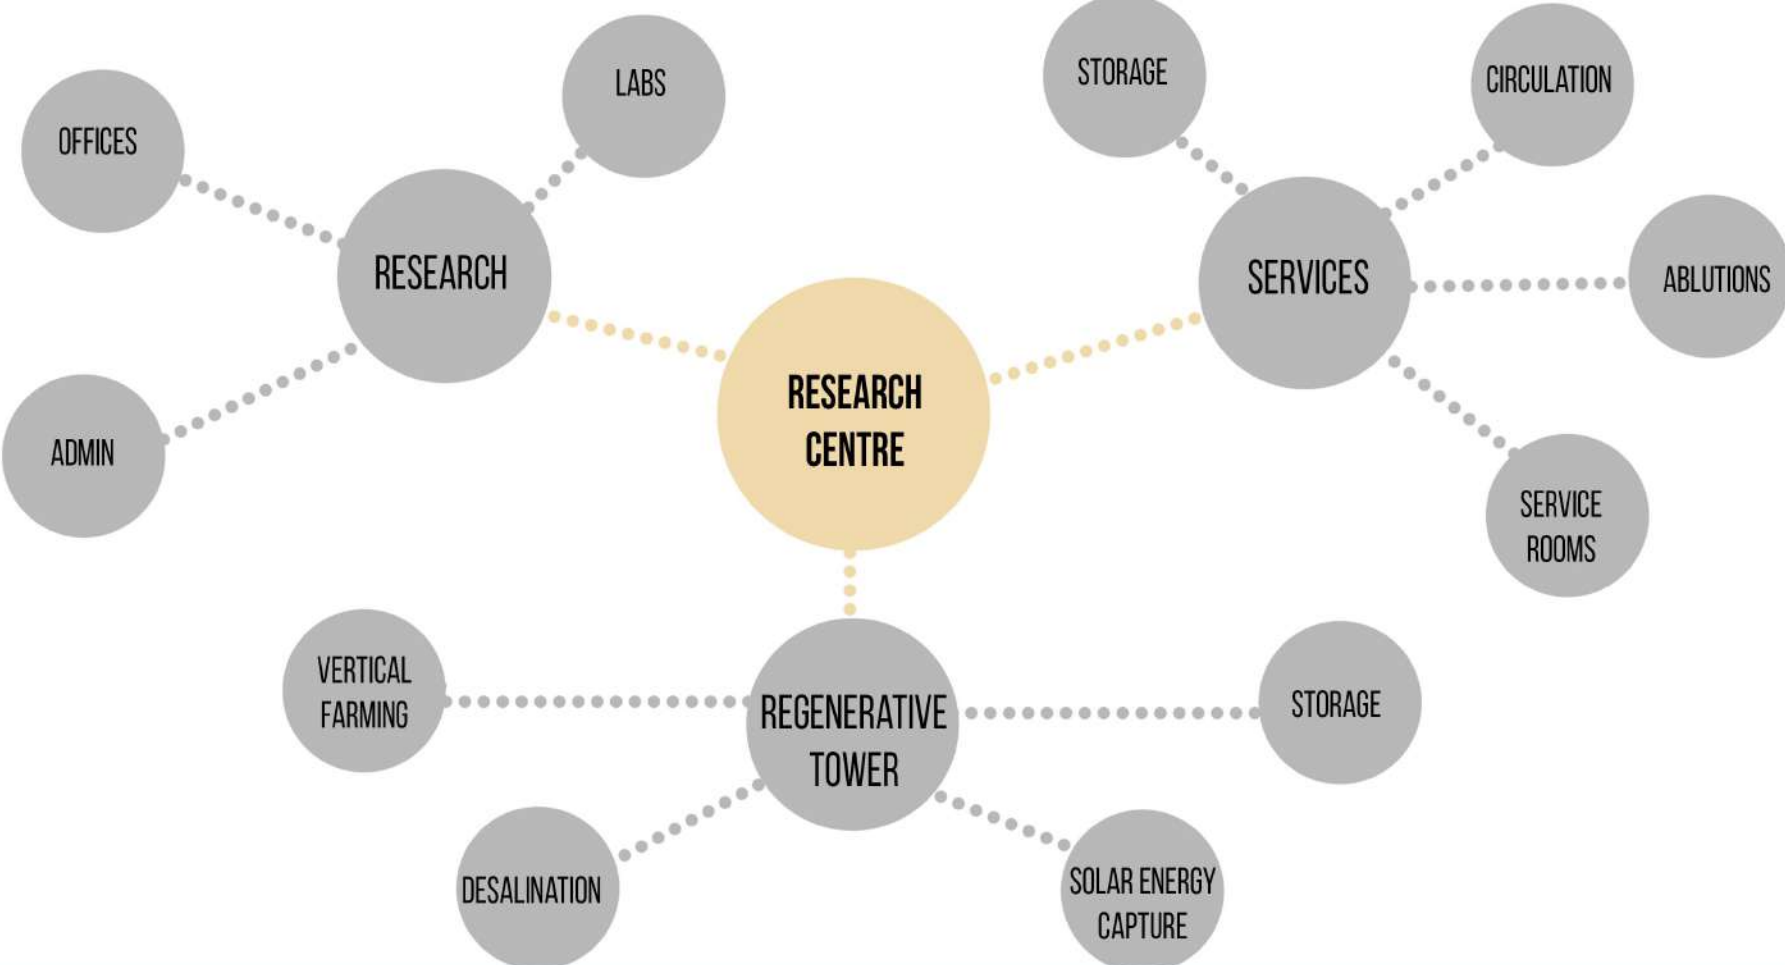 LABS
STORAGE
CIRCULATION
OFFICES
RESEARCH
SERVICES
ABLUTIONS
RESEARCH
CENTRE
ADMIN
SERVICE
ROOMS
VERTICAL
FARMING
REGENERATIVE
TOWER
STORAGE
DESALINATION
SOLAR ENERGY
CAPTURE